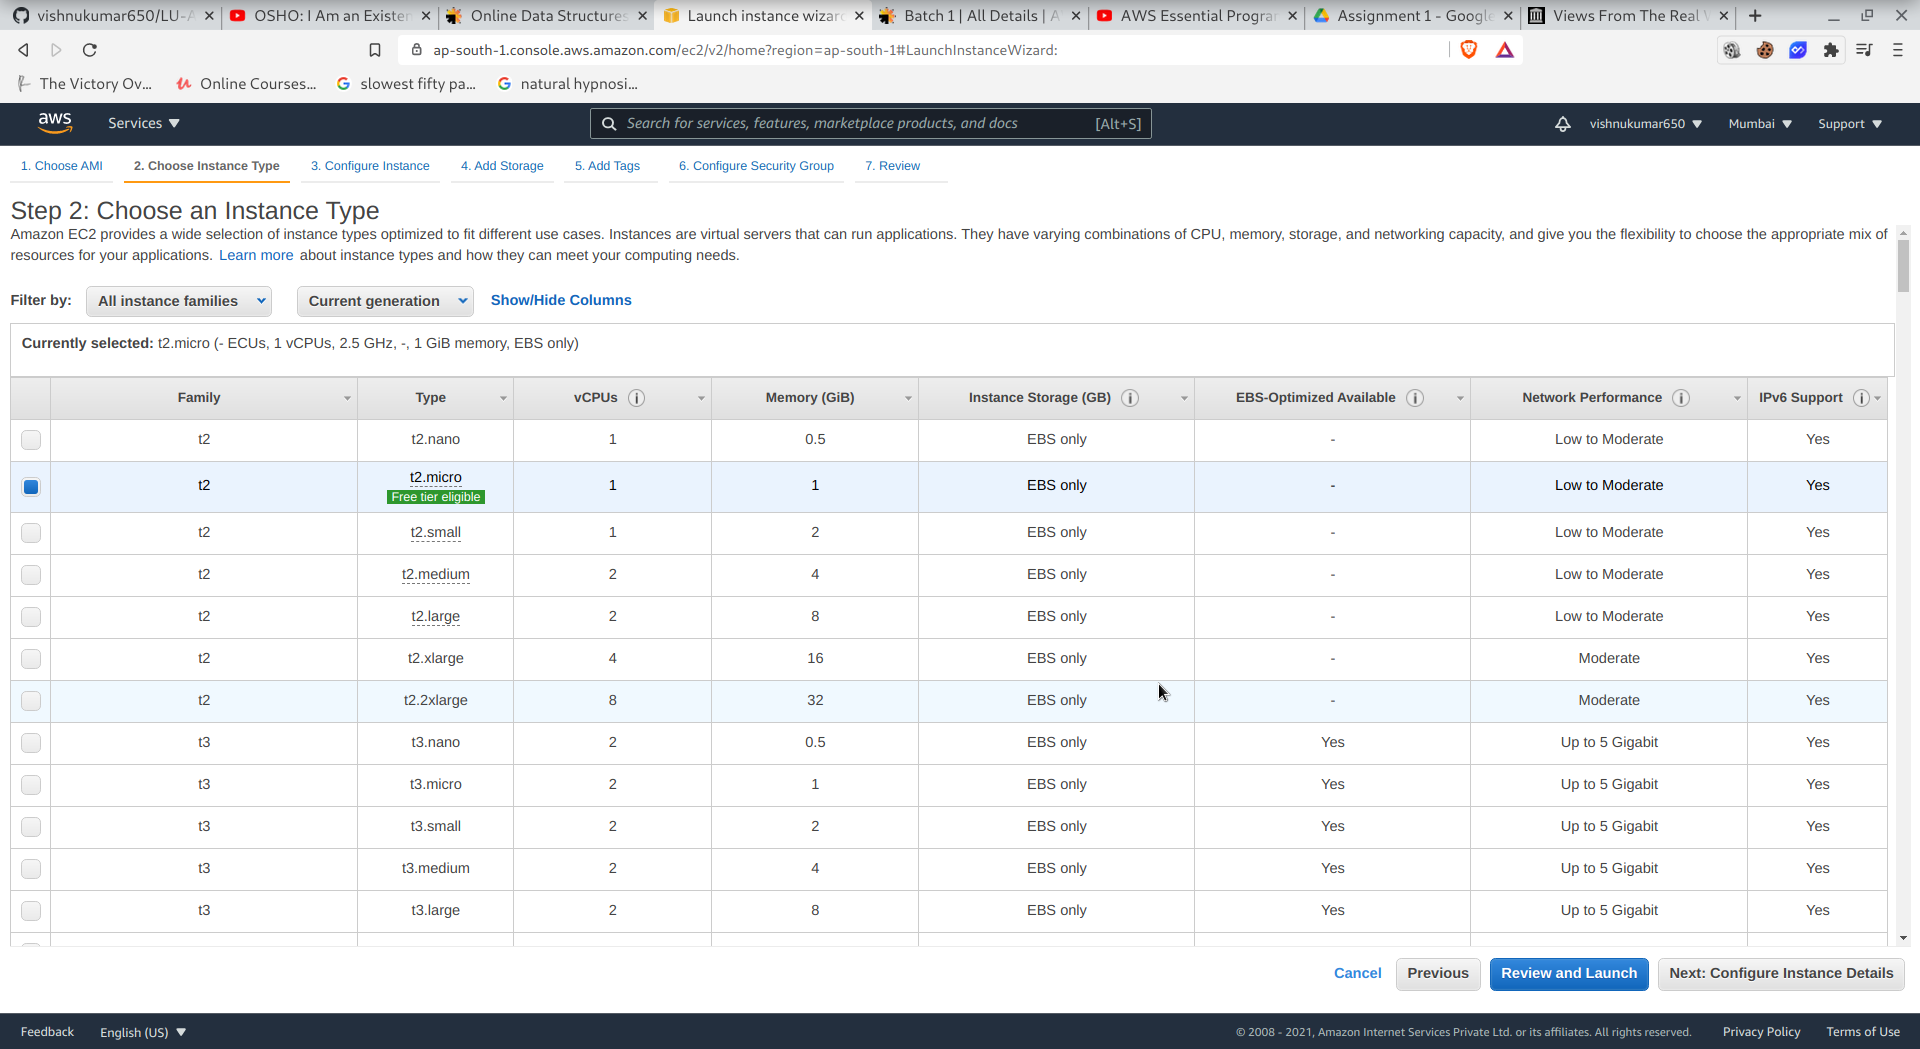 vishnukumar650/LU-A OSHO: I Am an Existen Online Data Structures, Launch instance wizard Batch 1 | All Details | A AWS Essential Program Assignment 1 - Google Views From The Real W
ap-south-1.console.aws.amazon.com/ec2/v2/home?region=ap-south-1#LaunchInstanceWizard:
The Victory Ov... Online Courses... slowest fifty pa... natural hypnosi...
aws Services Search for services, features, marketplace products, and docs [Alt+S] vishnukumar650 Mumbai Support
1. Choose AMI 2. Choose Instance Type 3. Configure Instance 4. Add Storage 5. Add Tags 6. Configure Security Group 7. Review
Step 2: Choose an Instance Type
Amazon EC2 provides a wide selection of instance types optimized to fit different use cases. Instances are virtual servers that can run applications. They have varying combinations of CPU, memory, storage, and networking capacity, and give you the flexibility to choose the appropriate mix of
resources for your applications. Learn more about instance types and how they can meet your computing needs.
Filter by: All instance families Current generation Show/Hide Columns
Currently selected: t2.micro (- ECUs, 1 vCPUs, 2.5 GHz, -, 1 GiB memory, EBS only)
Family Type vCPUs i Memory (GiB) Instance Storage (GB) i EBS-Optimized Available i Network Performance i IPv6 Support i
t2 t2.nano 1 0.5 EBS only - Low to Moderate Yes
t2 t2.micro 1 1 EBS only - Low to Moderate Yes
Free tier eligible
t2 t2.small 1 2 EBS only - Low to Moderate Yes
t2 t2.medium 2 4 EBS only - Low to Moderate Yes
t2 t2.large 2 8 EBS only - Low to Moderate Yes
t2 t2.xlarge 4 16 EBS only - Moderate Yes
t2 t2.2xlarge 8 32 EBS only - Moderate Yes
t3 t3.nano 2 0.5 EBS only Yes Up to 5 Gigabit Yes
t3 t3.micro 2 1 EBS only Yes Up to 5 Gigabit Yes
t3 t3.small 2 2 EBS only Yes Up to 5 Gigabit Yes
t3 t3.medium 2 4 EBS only Yes Up to 5 Gigabit Yes
t3 t3.large 2 8 EBS only Yes Up to 5 Gigabit Yes
Cancel Previous Review and Launch Next: Configure Instance Details
Feedback English (US) © 2008 - 2021, Amazon Internet Services Private Ltd. or its affiliates. All rights reserved. Privacy Policy Terms of Use